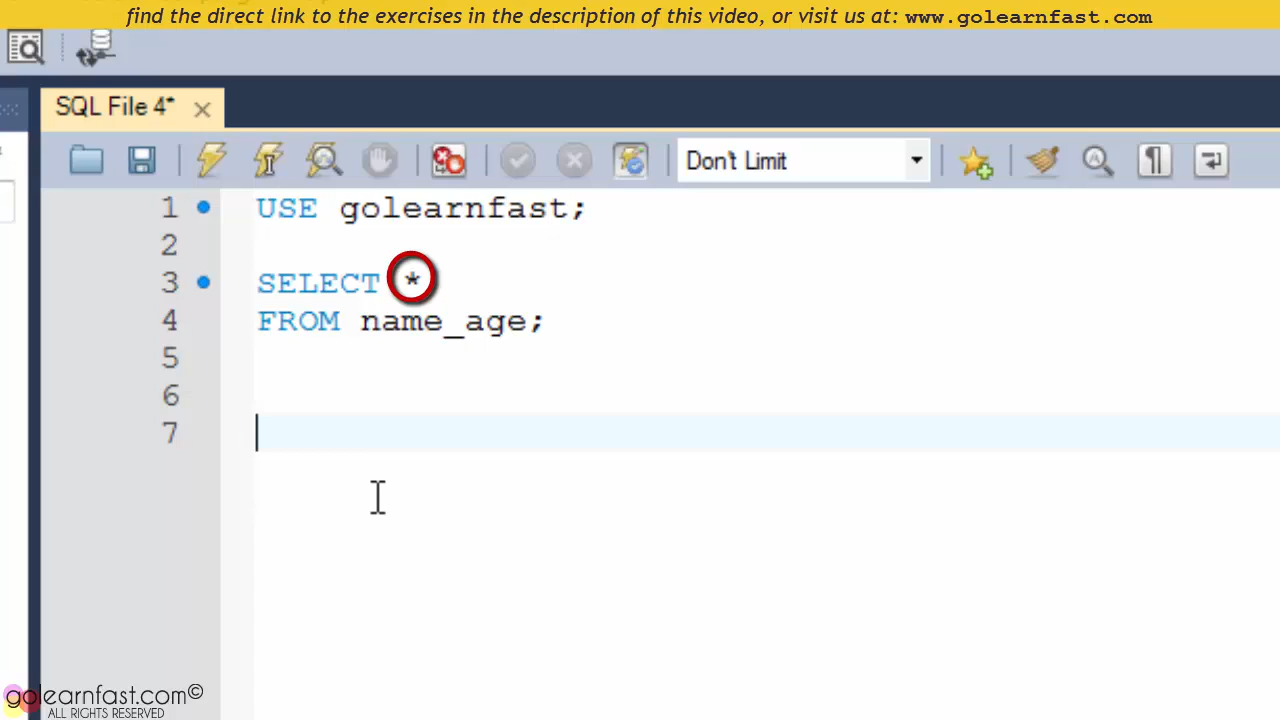 find the direct link to the exercises in the description of this video, or visit us at: www.golearnfast.com
SQL File 4*
Don't Limit
1 USE golearnfast;
2
3 SELECT *
4 FROM name_age;
5
6
7
golearnfast.com©
ALL RIGHTS RESERVED